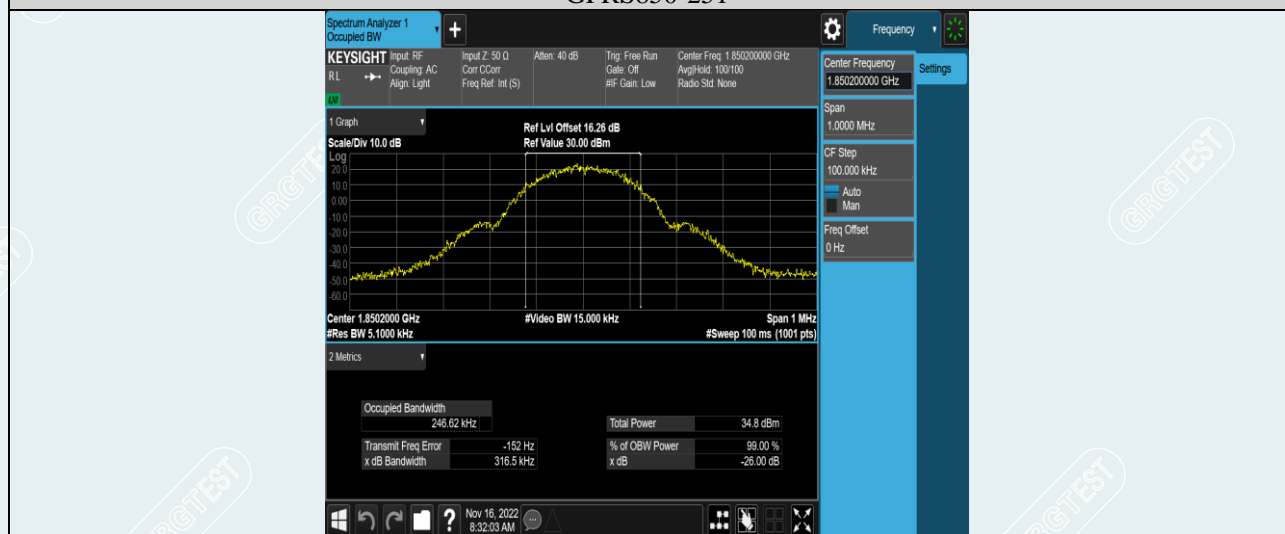 GPRS850-251
Spectrum Analyzer 1
Occupied BW
Frequency
KEYSIGHT
RL
LXI
Input: RF
Coupling: AC
Align: Light
Input Z: 50 Ω
Corr CCorr
Freq Ref: Int (S)
Atten: 40 dB
Trig: Free Run
Gate: Off
#IF Gain: Low
Center Freq: 1.850200000 GHz
Avg|Hold: 100/100
Radio Std: None
Center Frequency
1.850200000 GHz
Settings
Span
1.0000 MHz
CF Step
100.000 kHz
Auto
Man
Freq Offset
0 Hz
1 Graph
Scale/Div 10.0 dB
Ref Lvl Offset 16.26 dB
Ref Value 30.00 dBm
Log
20.0
10.0
0.00
-10.0
-20.0
-30.0
-40.0
-50.0
-60.0
Center 1.8502000 GHz
#Video BW 15.000 kHz
Span 1 MHz
#Res BW 5.1000 kHz
#Sweep 100 ms (1001 pts)
2 Metrics
Occupied Bandwidth
246.62 kHz
Total Power 34.8 dBm
Transmit Freq Error -152 Hz
% of OBW Power 99.00 %
x dB Bandwidth 316.5 kHz
x dB -26.00 dB
Nov 16, 2022
8:32:03 AM
GRGTEST
GRGTEST
GRGTEST
GRGTEST